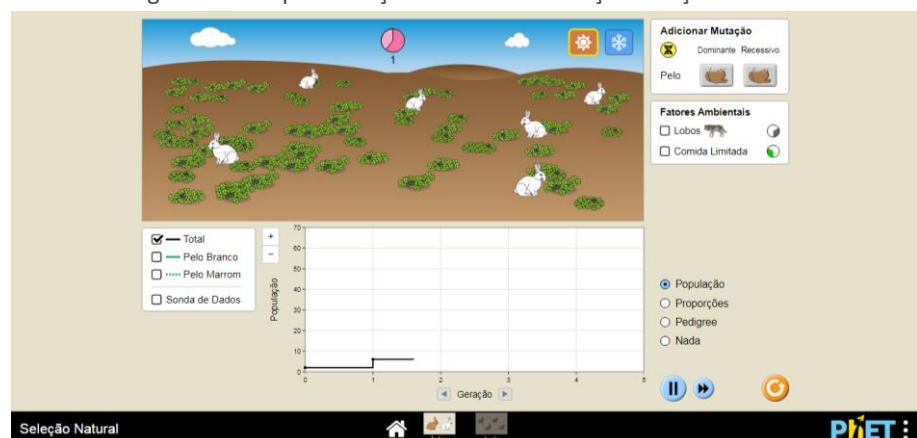 Adicionar Mutação
Dominante Recessivo
Pelo
1
Fatores Ambientais
Lobos
Comida Limitada
Total
Pelo Branco
Pelo Marrom
Sonda de Dados
+
-
População
70
60
50
40
30
20
10
0
0 1 2 3 4 5
Geração
População
Proporções
Pedigree
Nada
Seleção Natural
PhET